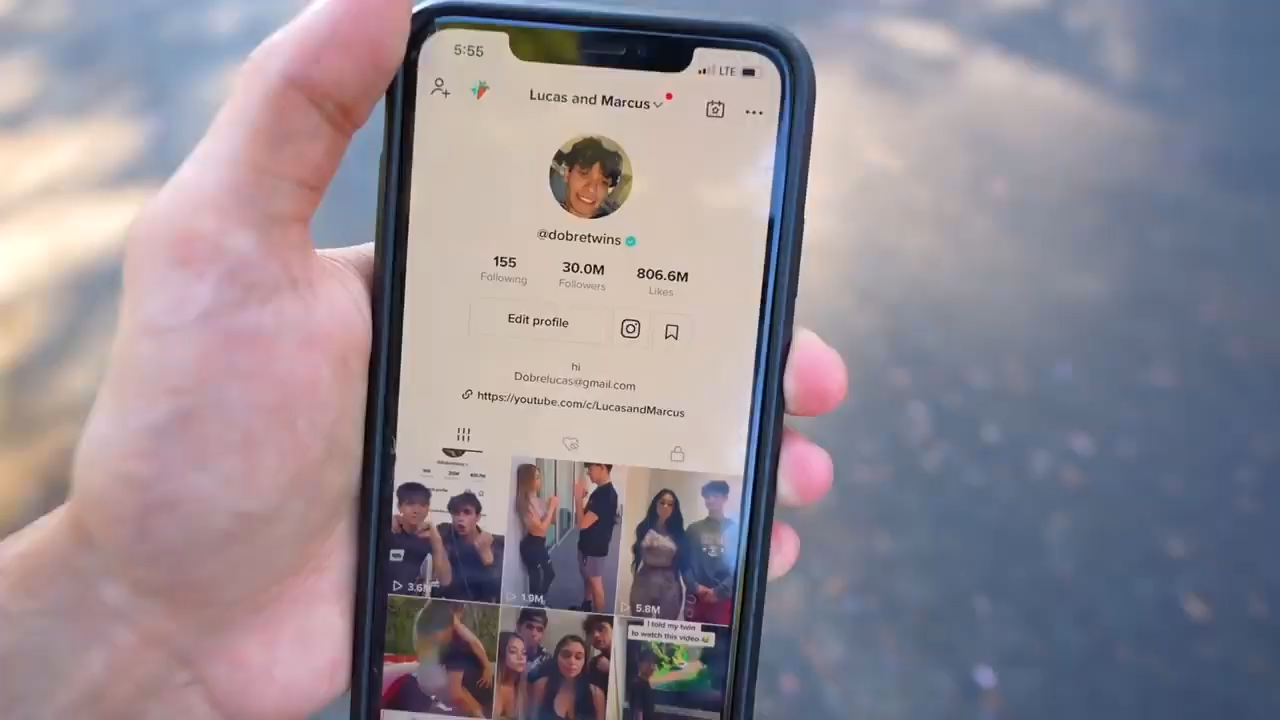 5:55
LTE
Lucas and Marcus
@dobretwins
155
Following
30.0M
Followers
806.6M
Likes
Edit profile
hi
Dobrelucas@gmail.com
https://youtube.com/c/LucasandMarcus
1.9M
5.8M
I told my twin
to watch this video